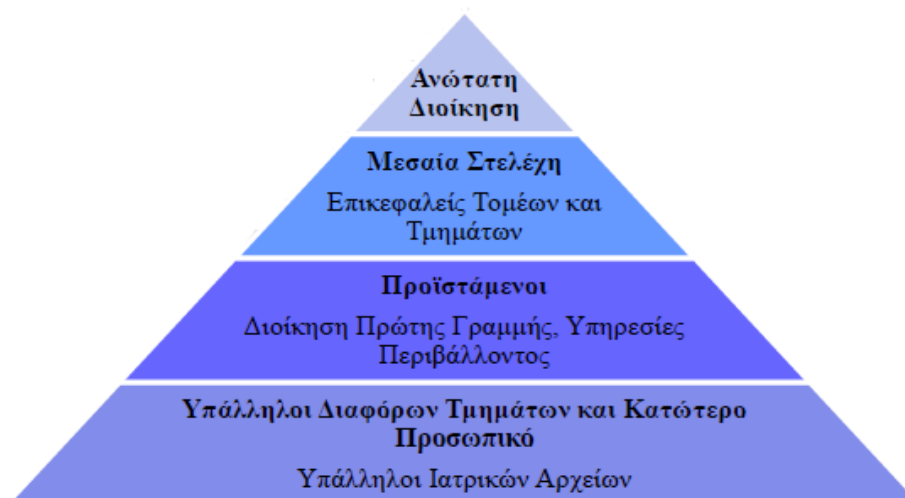 Ανώτατη
Διοίκηση
Μεσαία Στελέχη
Επικεφαλείς Τομέων και
Τμημάτων
Προϊστάμενοι
Διοίκηση Πρώτης Γραμμής, Υπηρεσίες
Περιβάλλοντος
Υπάλληλοι Διαφόρων Τμημάτων και Κατώτερο
Προσωπικό
Υπάλληλοι Ιατρικών Αρχείων